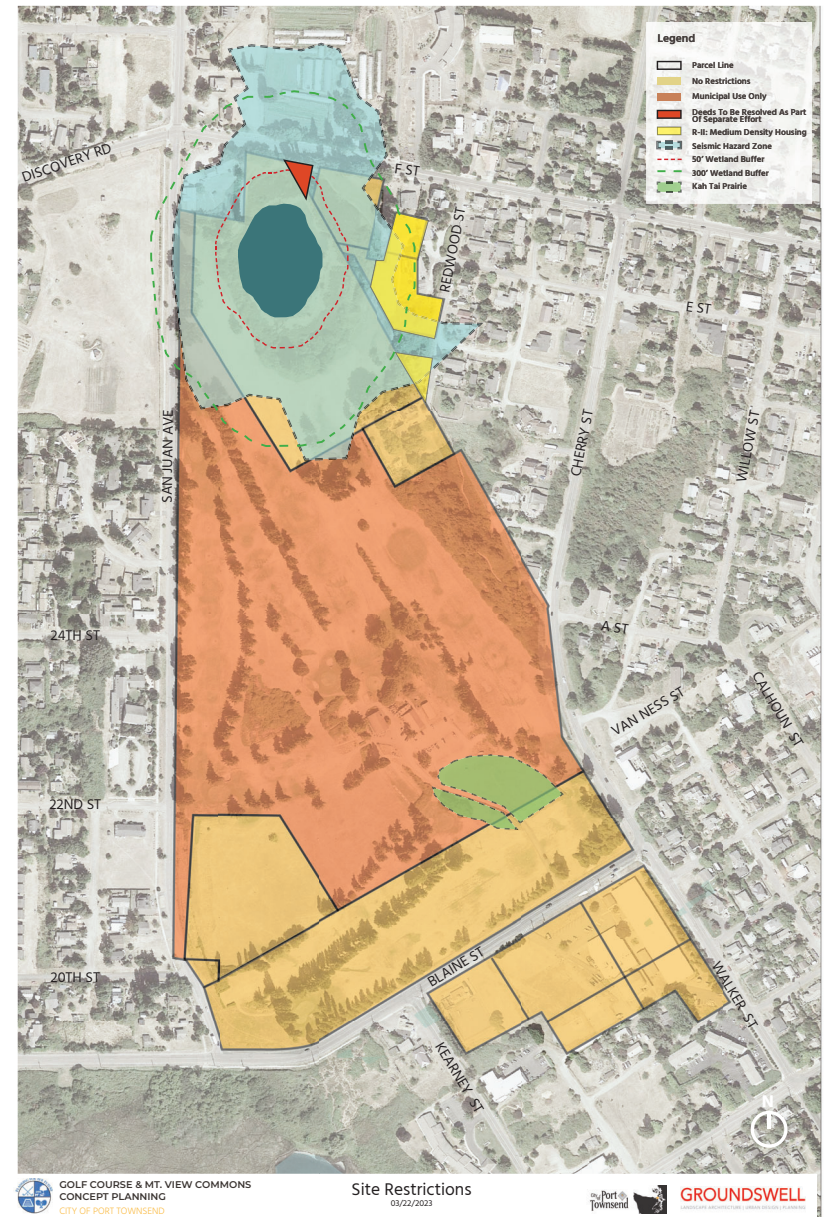 Legend
Parcel Line
No Restrictions
Municipal Use Only
Deeds To Be Resolved As Part
Of Separate Effort
R-II: Medium Density Housing
Seismic Hazard Zone
50' Wetland Buffer
300' Wetland Buffer
Kah Tai Prairie
DISCOVERY RD
F ST
REDWOOD ST
E ST
SAN JUAN AVE
CHERRY ST
WILLOW ST
24TH ST
A ST
VAN NESS ST
CALHOUN ST
22ND ST
20TH ST
BLAINE ST
WALKER ST
KEARNEY ST
N
GOLF COURSE & MT. VIEW COMMONS
CONCEPT PLANNING
CITY OF PORT TOWNSEND
Site Restrictions
03/22/2023
City of Port
Townsend
GROUNDSWELL
LANDSCAPE ARCHITECTURE | URBAN DESIGN | PLANNING